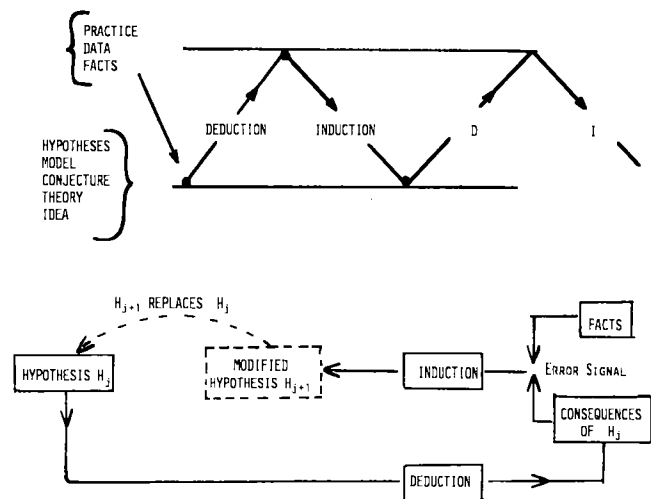 PRACTICE
DATA
FACTS
DEDUCTION
INDUCTION
D
I
HYPOTHESES
MODEL
CONJECTURE
THEORY
IDEA
Hj+1 REPLACES Hj
FACTS
HYPOTHESIS Hj
MODIFIED
HYPOTHESIS Hj+1
INDUCTION
ERROR SIGNAL
CONSEQUENCES
OF Hj
DEDUCTION